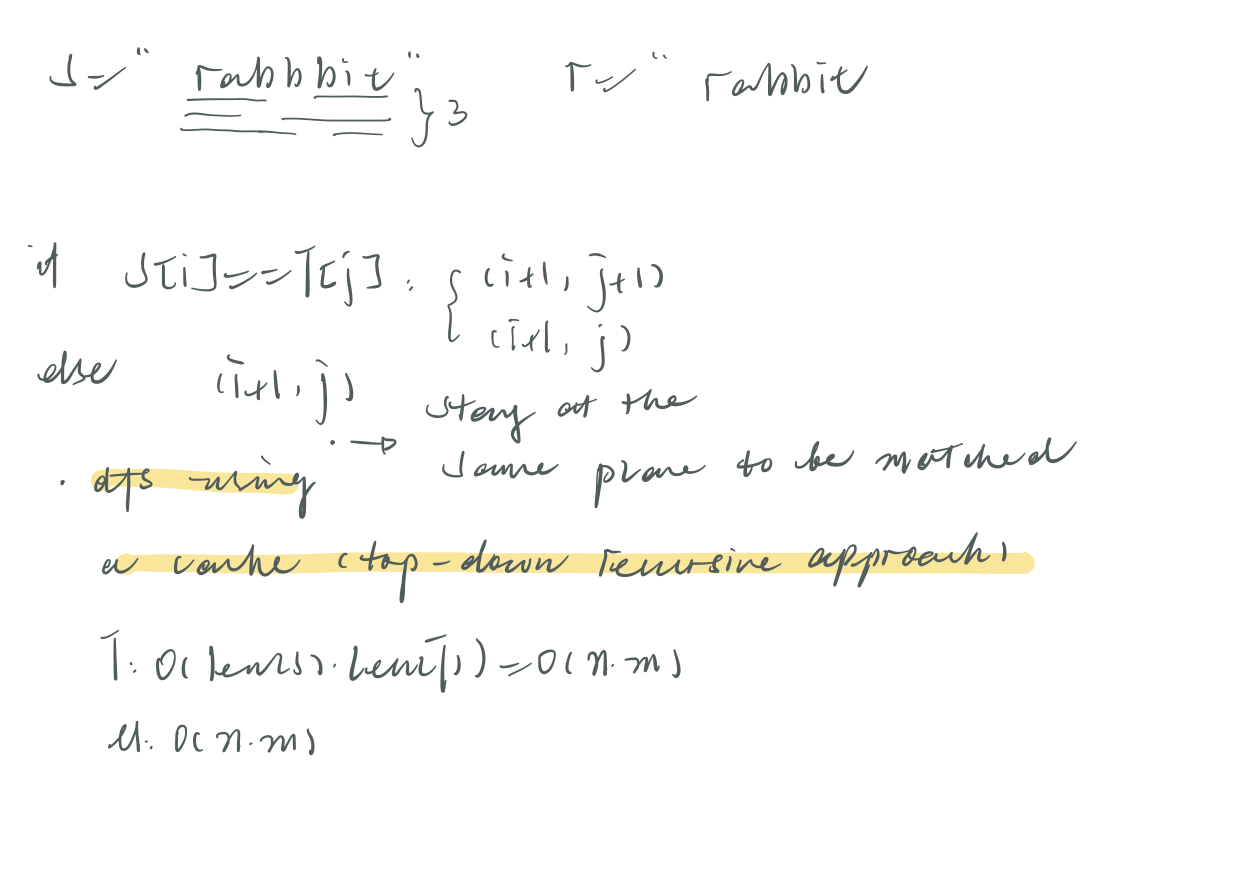 S = " rabbbit " T = " rabbit
} 3
if S[i]==T[j] : { (i+1, j+1)
(i+1, j)
else (i+1, j)
→ stay at the
same place to be matched
· dfs using
a cache (top-down recursive approach)
T: O( len(s) · len(T) ) = O( n·m )
M: O( n·m )